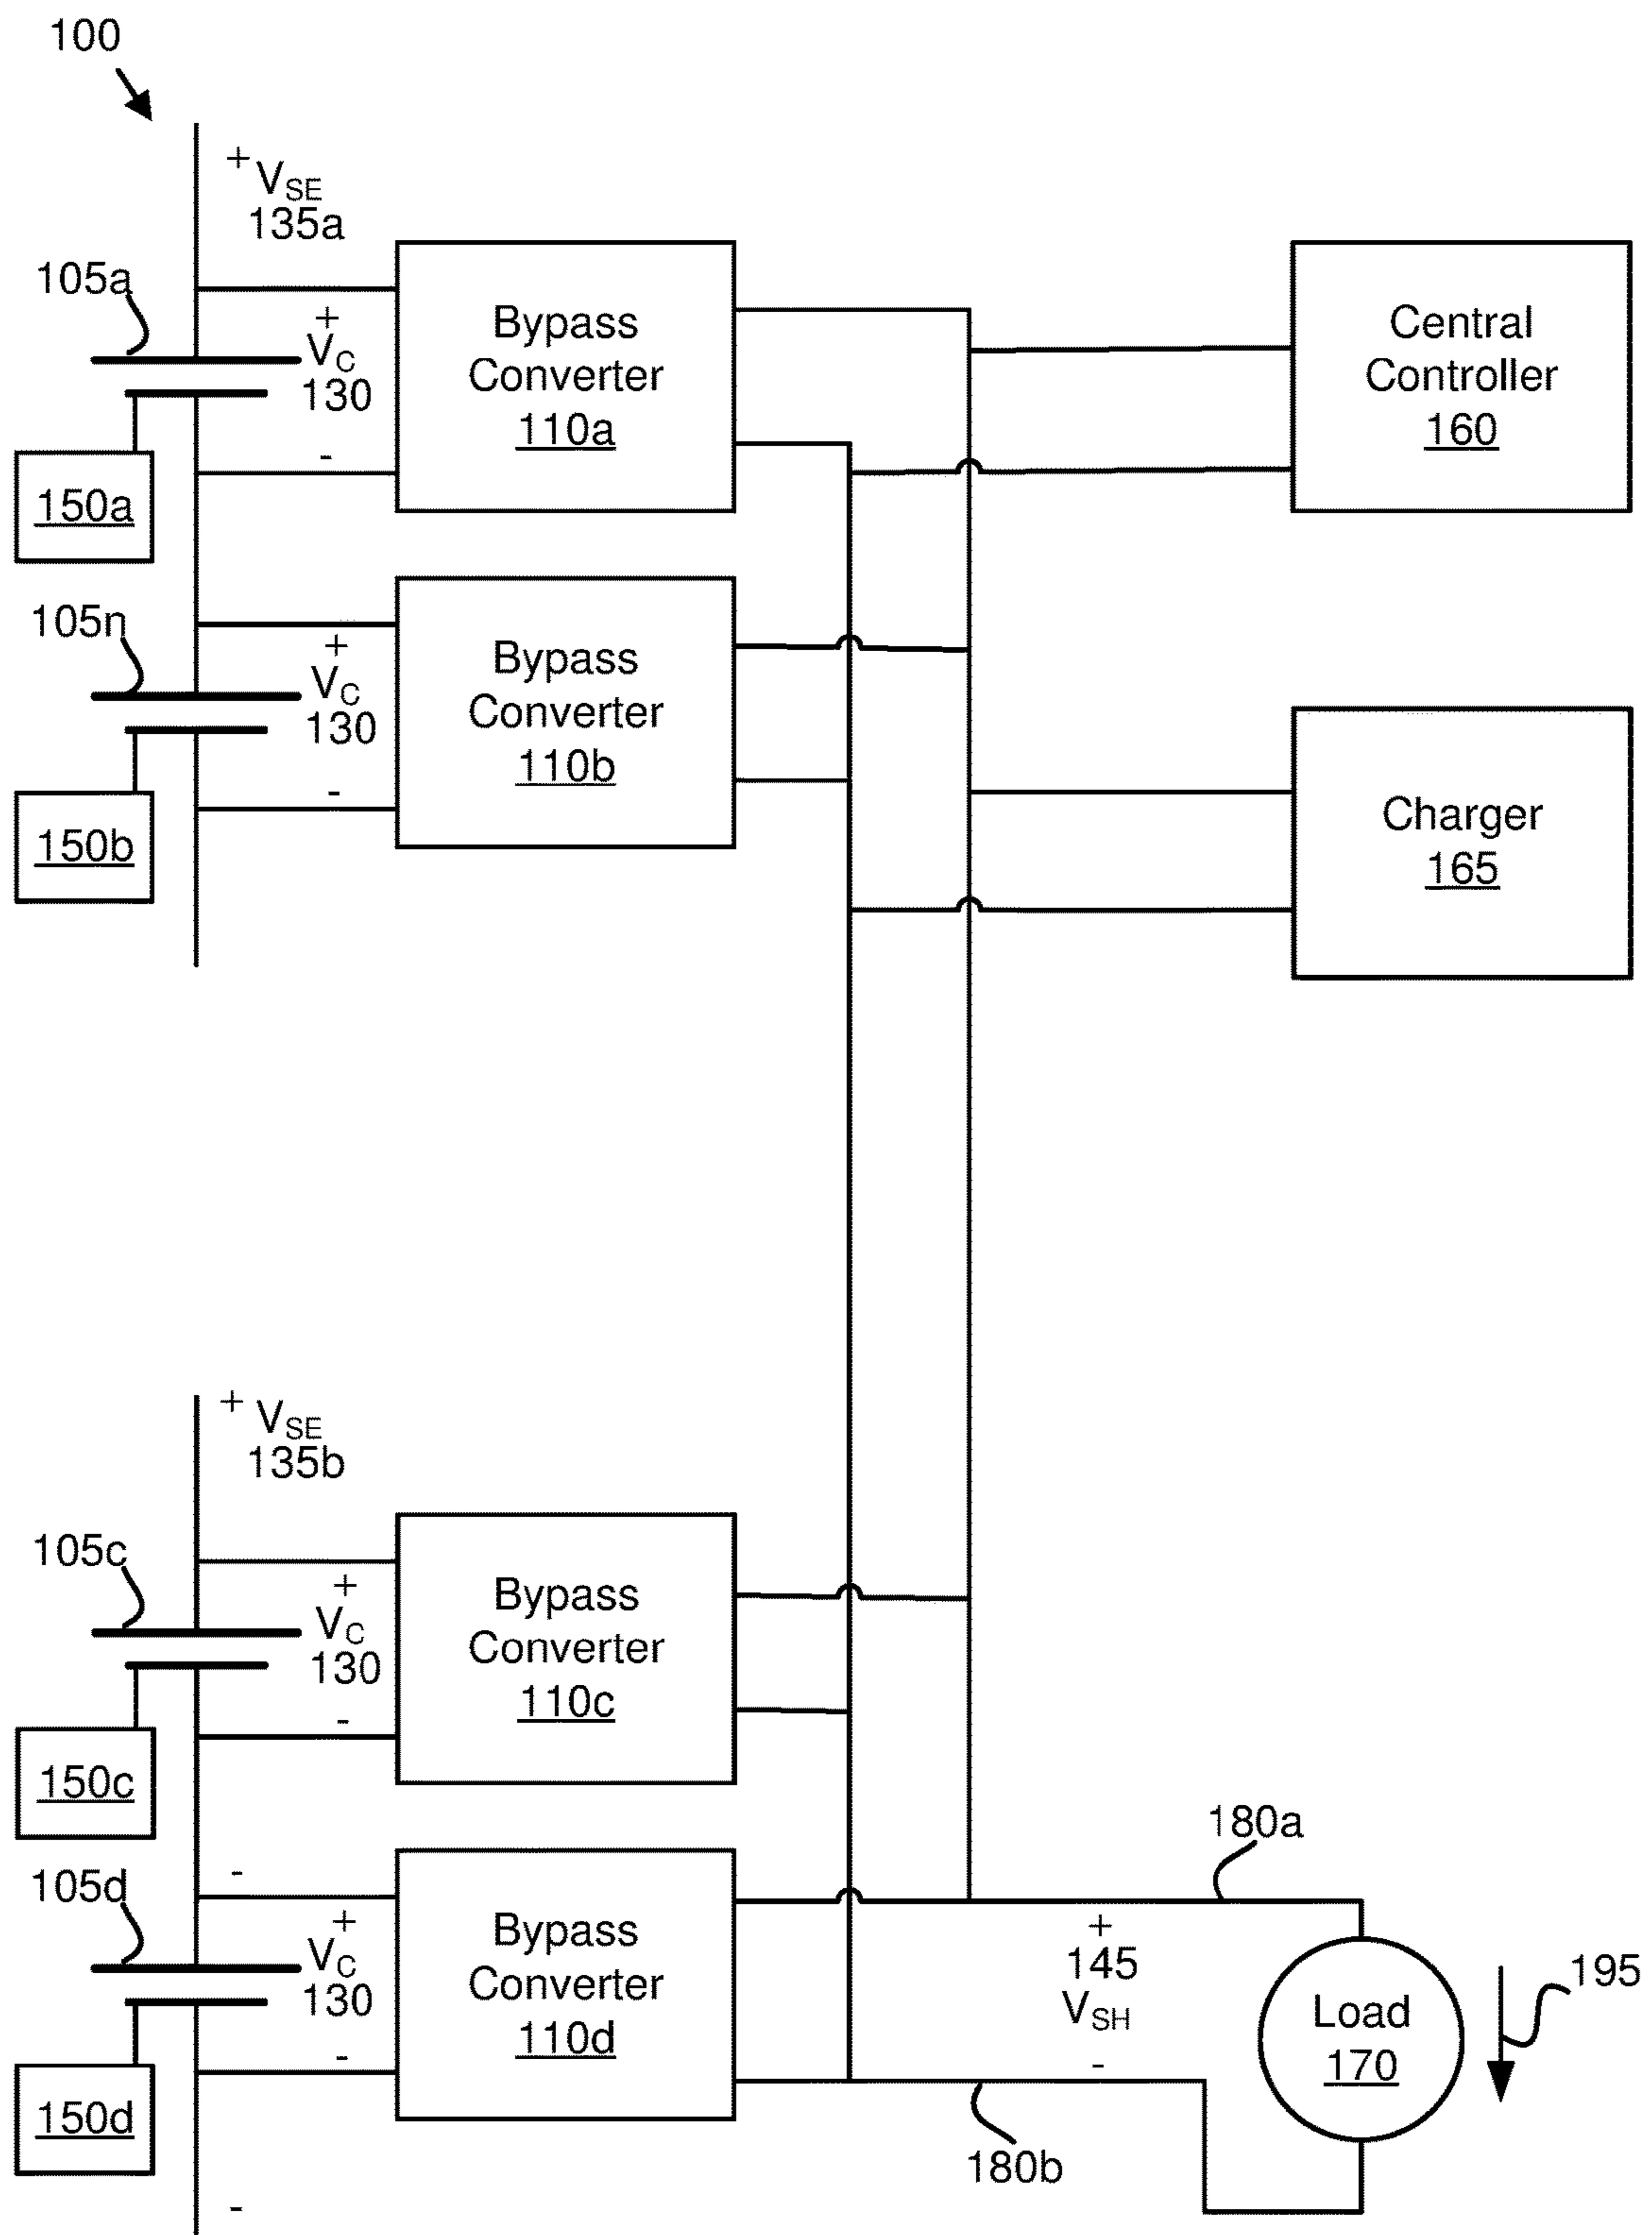 100
+ VSE
135a
105a
+
VC
130
-
150a
Bypass
Converter
110a
Central
Controller
160
105n
+
VC
130
-
150b
Bypass
Converter
110b
Charger
165
+ VSE
135b
105c
+
VC
130
-
150c
Bypass
Converter
110c
-
105d
+
VC
130
-
150d
-
Bypass
Converter
110d
180a
+
145
VSH
-
180b
Load
170
195